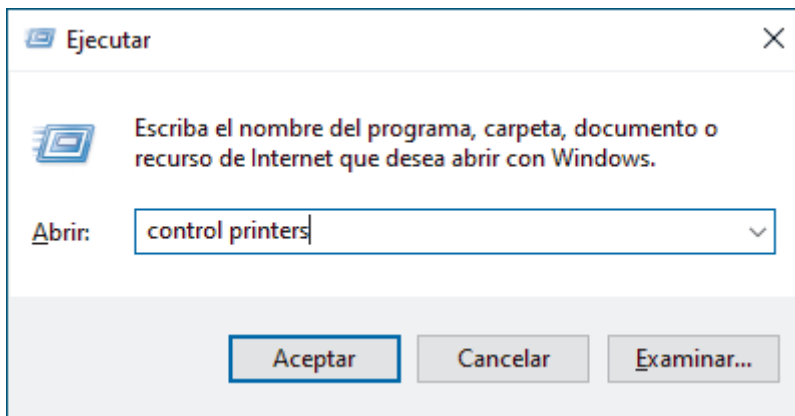 Ejecutar
Escriba el nombre del programa, carpeta, documento o
recurso de Internet que desea abrir con Windows.
Abrir: control printers
Aceptar Cancelar Examinar...